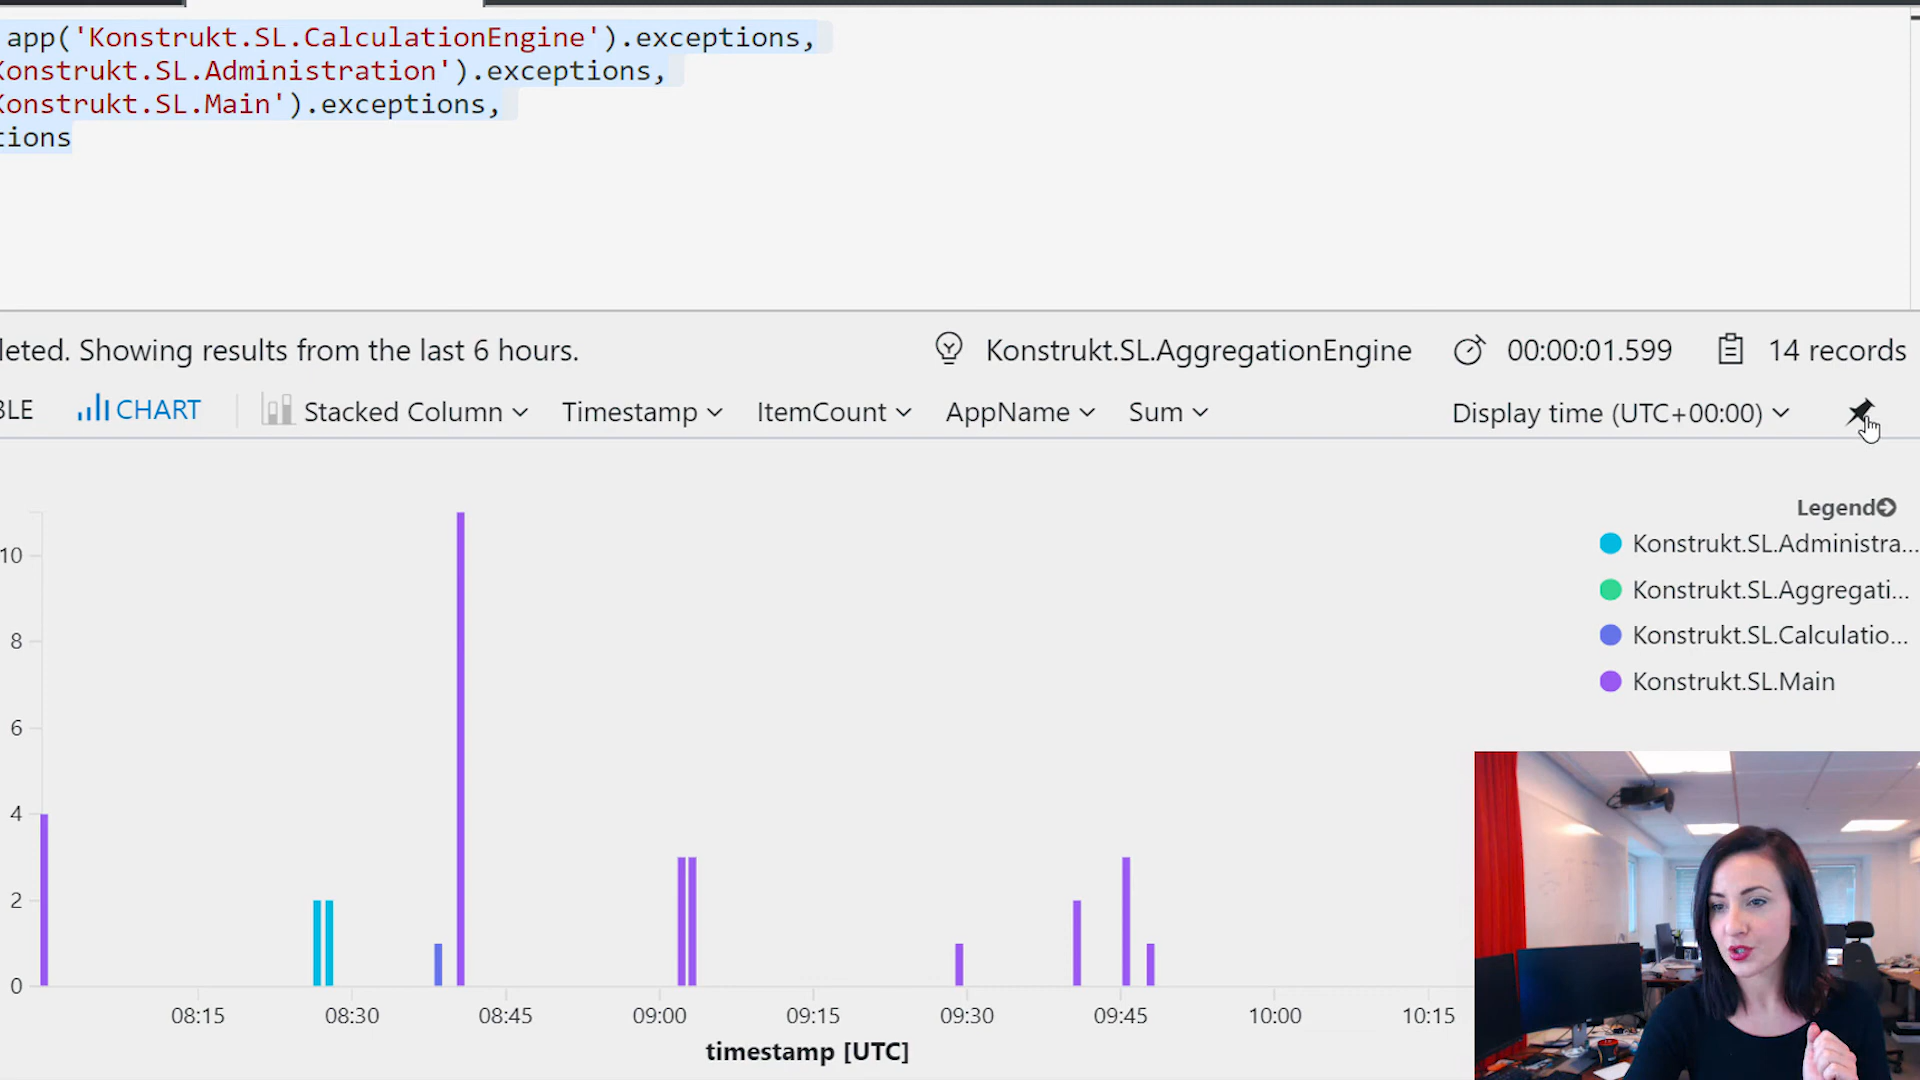 app('Konstrukt.SL.CalculationEngine').exceptions,
Konstrukt.SL.Administration').exceptions,
Konstrukt.SL.Main').exceptions,
tions
leted. Showing results from the last 6 hours.
Konstrukt.SL.AggregationEngine
00:00:01.599
14 records
BLE
CHART
Stacked Column
Timestamp
ItemCount
AppName
Sum
Display time (UTC+00:00)
Legend
Konstrukt.SL.Administra...
Konstrukt.SL.Aggregati...
Konstrukt.SL.Calculatio...
Konstrukt.SL.Main
10
8
6
4
2
0
08:15
08:30
08:45
09:00
09:15
09:30
09:45
10:00
10:15
timestamp [UTC]